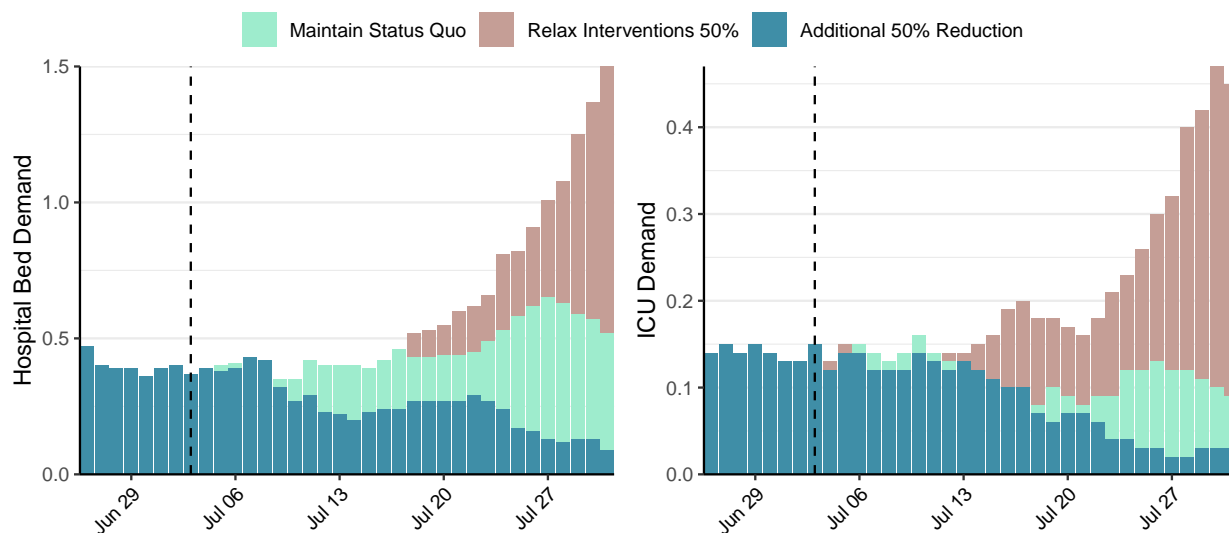 Maintain Status Quo Relax Interventions 50% Additional 50% Reduction
Hospital Bed Demand
1.5
1.0
0.5
0.0
Jun 29 Jul 06 Jul 13 Jul 20 Jul 27
ICU Demand
0.4
0.3
0.2
0.1
0.0
Jun 29 Jul 06 Jul 13 Jul 20 Jul 27